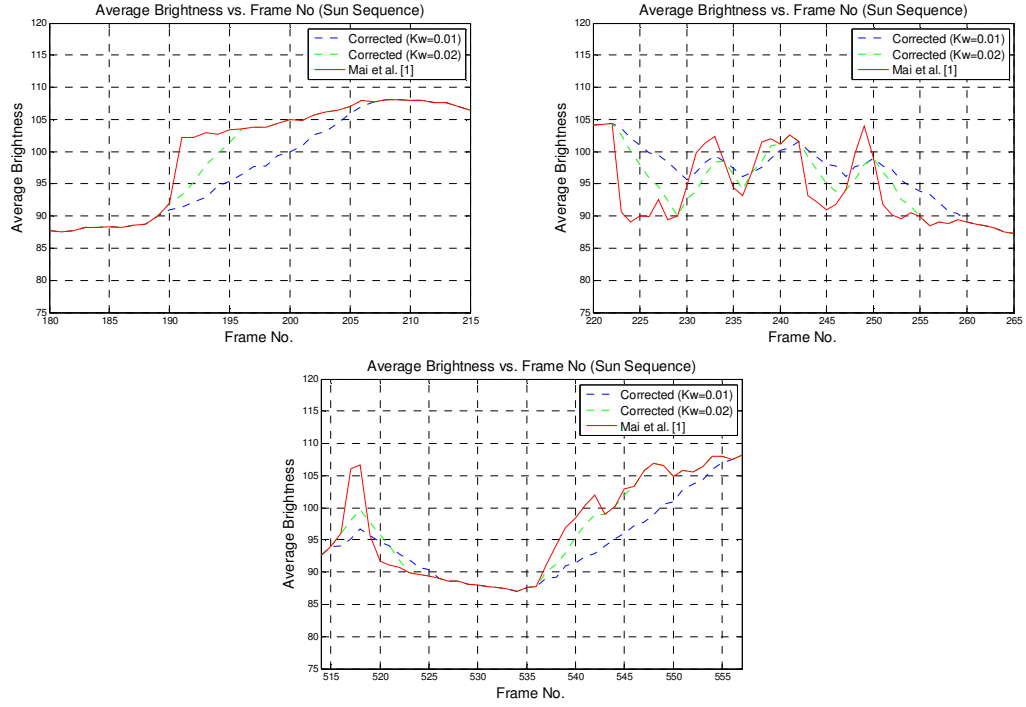 Average Brightness vs. Frame No (Sun Sequence)
120
115
110
105
100
95
90
85
80
75
Average Brightness
180 185 190 195 200 205 210 215
Frame No.
Corrected (Kw=0.01)
Corrected (Kw=0.02)
Mai et al. [1]
Average Brightness vs. Frame No (Sun Sequence)
120
115
110
105
100
95
90
85
80
75
Average Brightness
220 225 230 235 240 245 250 255 260 265
Frame No.
Corrected (Kw=0.01)
Corrected (Kw=0.02)
Mai et al. [1]
Average Brightness vs. Frame No (Sun Sequence)
120
115
110
105
100
95
90
85
80
75
Average Brightness
515 520 525 530 535 540 545 550 555
Frame No.
Corrected (Kw=0.01)
Corrected (Kw=0.02)
Mai et al. [1]